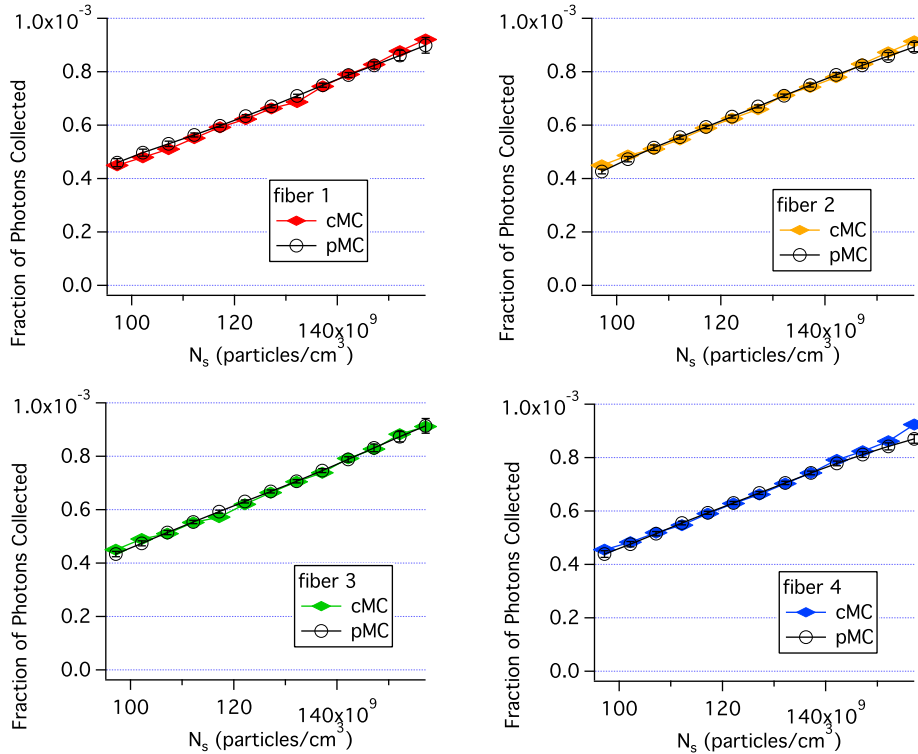 1.0x10⁻³
0.8
0.6
0.4
0.2
0.0
Fraction of Photons Collected
fiber 1
cMC
pMC
100
120
140x10⁹
Nₛ (particles/cm³)
1.0x10⁻³
0.8
0.6
0.4
0.2
0.0
Fraction of Photons Collected
fiber 2
cMC
pMC
100
120
140x10⁹
Nₛ (particles/cm³)
1.0x10⁻³
0.8
0.6
0.4
0.2
0.0
Fraction of Photons Collected
fiber 3
cMC
pMC
100
120
140x10⁹
Nₛ (particles/cm³)
1.0x10⁻³
0.8
0.6
0.4
0.2
0.0
Fraction of Photons Collected
fiber 4
cMC
pMC
100
120
140x10⁹
Nₛ (particles/cm³)